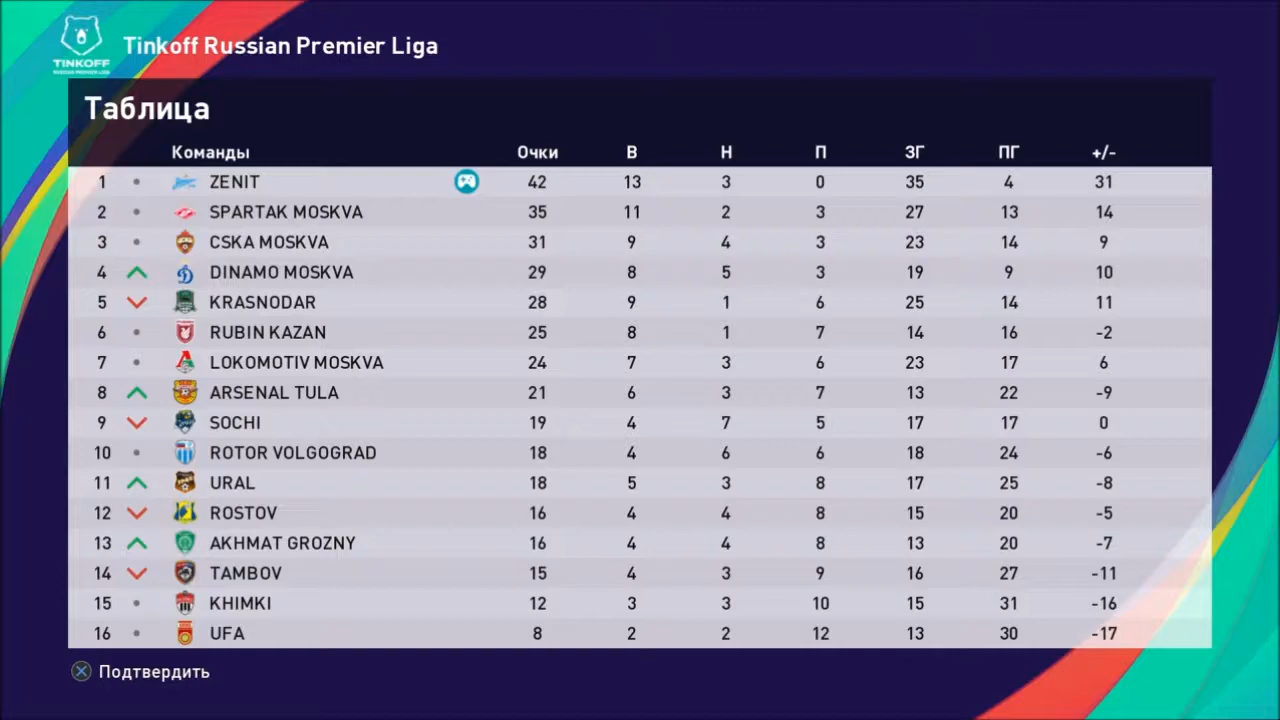 Tinkoff Russian Premier Liga
TINKOFF
RUSSIAN PREMIER LIGA
Таблица
Команды Очки В Н П ЗГ ПГ +/-
1 ZENIT 42 13 3 0 35 4 31
2 SPARTAK MOSKVA 35 11 2 3 27 13 14
3 CSKA MOSKVA 31 9 4 3 23 14 9
4 DINAMO MOSKVA 29 8 5 3 19 9 10
5 KRASNODAR 28 9 1 6 25 14 11
6 RUBIN KAZAN 25 8 1 7 14 16 -2
7 LOKOMOTIV MOSKVA 24 7 3 6 23 17 6
8 ARSENAL TULA 21 6 3 7 13 22 -9
9 SOCHI 19 4 7 5 17 17 0
10 ROTOR VOLGOGRAD 18 4 6 6 18 24 -6
11 URAL 18 5 3 8 17 25 -8
12 ROSTOV 16 4 4 8 15 20 -5
13 AKHMAT GROZNY 16 4 4 8 13 20 -7
14 TAMBOV 15 4 3 9 16 27 -11
15 KHIMKI 12 3 3 10 15 31 -16
16 UFA 8 2 2 12 13 30 -17
Подтвердить